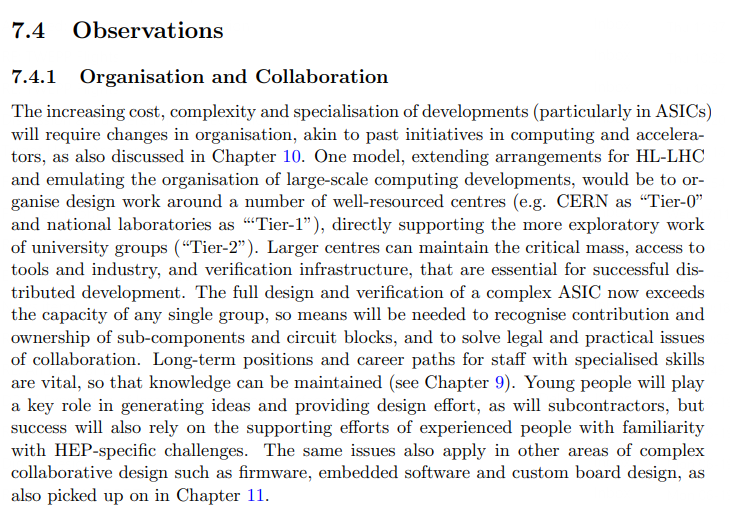 7.4 Observations
7.4.1 Organisation and Collaboration
The increasing cost, complexity and specialisation of developments (particularly in ASICs)
will require changes in organisation, akin to past initiatives in computing and accelera-
tors, as also discussed in Chapter 10. One model, extending arrangements for HL-LHC
and emulating the organisation of large-scale computing developments, would be to or-
ganise design work around a number of well-resourced centres (e.g. CERN as “Tier-0”
and national laboratories as “‘Tier-1”), directly supporting the more exploratory work
of university groups (“Tier-2”). Larger centres can maintain the critical mass, access to
tools and industry, and verification infrastructure, that are essential for successful dis-
tributed development. The full design and verification of a complex ASIC now exceeds
the capacity of any single group, so means will be needed to recognise contribution and
ownership of sub-components and circuit blocks, and to solve legal and practical issues
of collaboration. Long-term positions and career paths for staff with specialised skills
are vital, so that knowledge can be maintained (see Chapter 9). Young people will play
a key role in generating ideas and providing design effort, as will subcontractors, but
success will also rely on the supporting efforts of experienced people with familiarity
with HEP-specific challenges. The same issues also apply in other areas of complex
collaborative design such as firmware, embedded software and custom board design, as
also picked up on in Chapter 11.